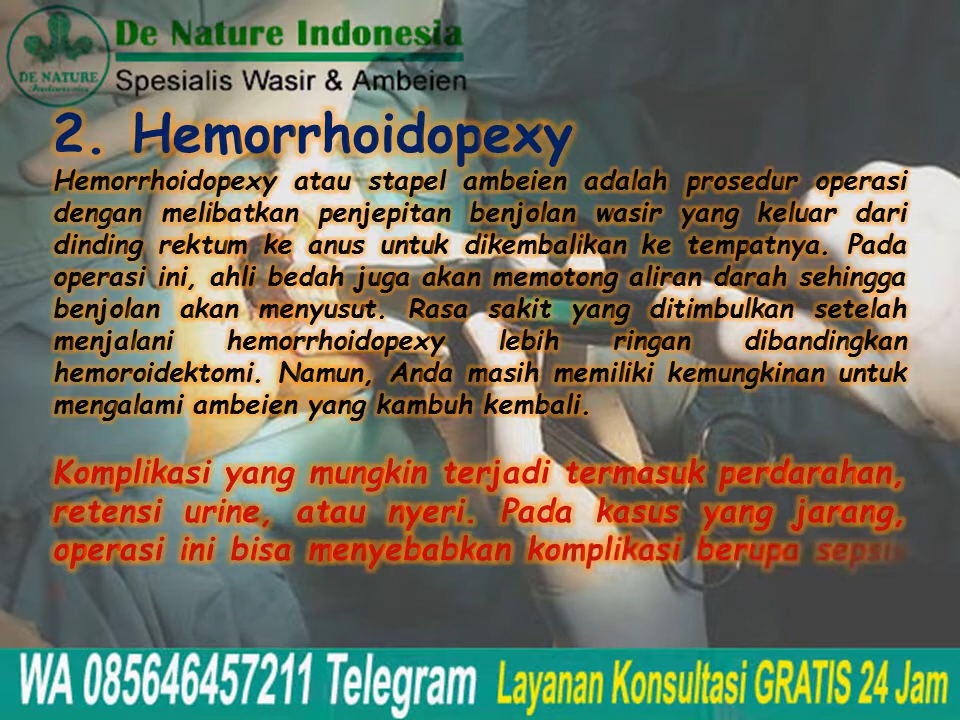 De Nature Indonesia
DE NATURE
Indonesia
Spesialis Wasir & Ambeien
2. Hemorrhoidopexy
Hemorrhoidopexy atau stapel ambeien adalah prosedur operasi
dengan melibatkan penjepitan benjolan wasir yang keluar dari
dinding rektum ke anus untuk dikembalikan ke tempatnya. Pada
operasi ini, ahli bedah juga akan memotong aliran darah sehingga
benjolan akan menyusut. Rasa sakit yang ditimbulkan setelah
menjalani hemorrhoidopexy lebih ringan dibandingkan
hemoroidektomi. Namun, Anda masih memiliki kemungkinan untuk
mengalami ambeien yang kambuh kembali.
Komplikasi yang mungkin terjadi termasuk perdarahan,
retensi urine, atau nyeri. Pada kasus yang jarang,
operasi ini bisa menyebabkan komplikasi berupa sepsis
WA 085646457211 Telegram Layanan Konsultasi GRATIS 24 Jam